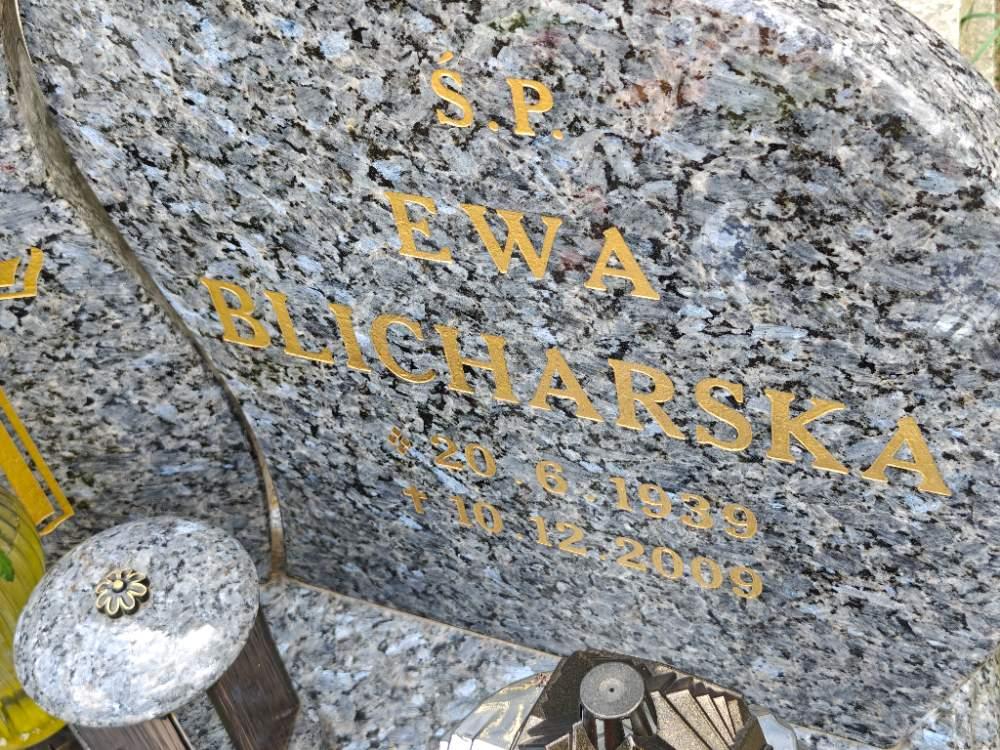 Ś.P.
EWA
BLICHARSKA
* 20.6.1939
✝ 10.12.2009